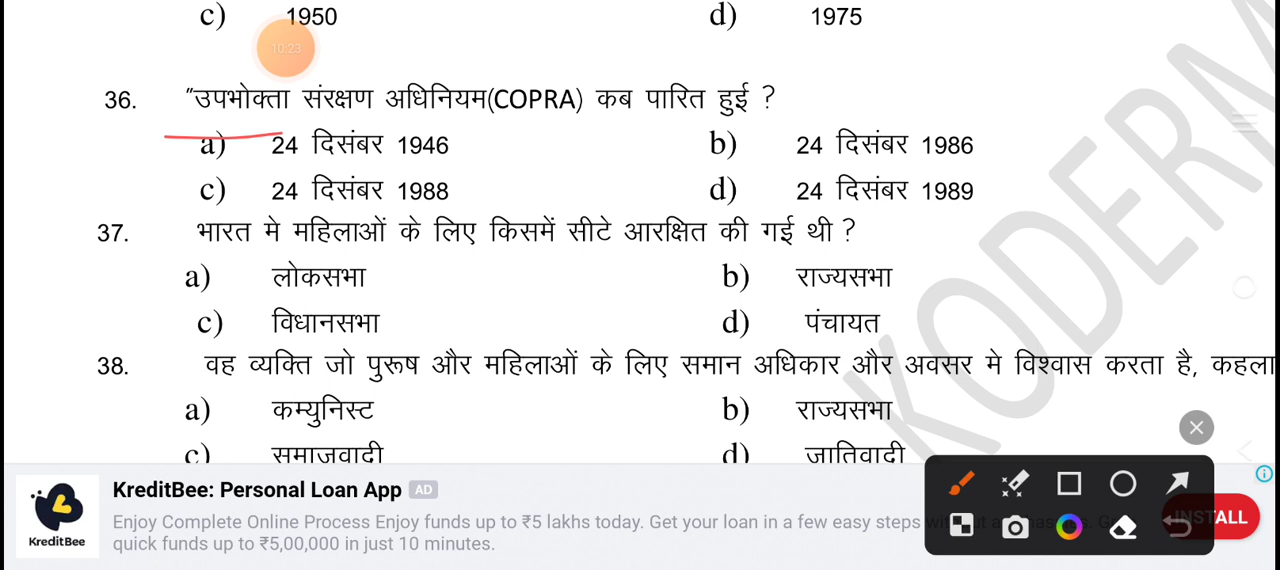 c) 1950 d) 1975
10:23
36. "उपभोक्ता संरक्षण अधिनियम(COPRA) कब पारित हुई ?
a) 24 दिसंबर 1946 b) 24 दिसंबर 1986
c) 24 दिसंबर 1988 d) 24 दिसंबर 1989
37. भारत मे महिलाओं के लिए किसमें सीटे आरक्षित की गई थी ?
a) लोकसभा b) राज्यसभा
c) विधानसभा d) पंचायत
38. वह व्यक्ति जो पुरूष और महिलाओं के लिए समान अधिकार और अवसर मे विश्वास करता है, कहला
a) कम्युनिस्ट b) राज्यसभा
c) समाजवादी d) जातिवादी
KODERM
KreditBee: Personal Loan App AD
Enjoy Complete Online Process Enjoy funds up to ₹5 lakhs today. Get your loan in a few easy steps
quick funds up to ₹5,00,000 in just 10 minutes.
KreditBee
INSTALL